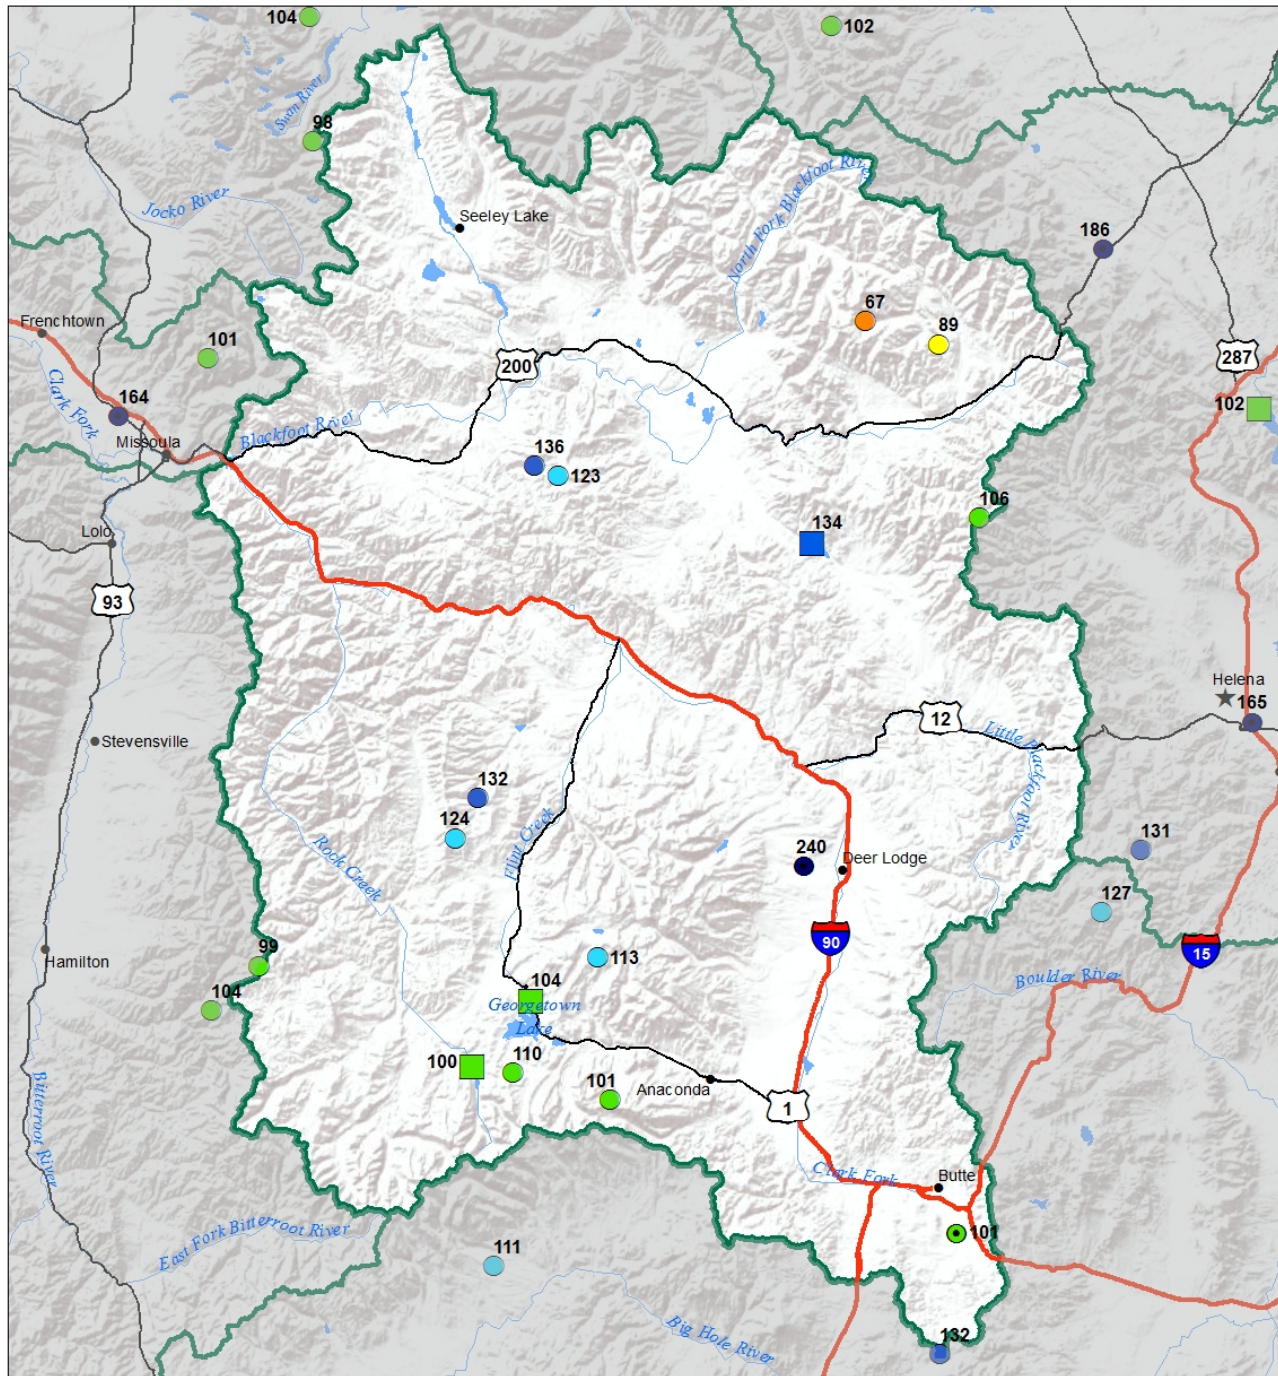 104
102
Swan River
98
Jocko River
Seeley Lake
North Fork Blackfoot River
186
67
89
Frenchtown
101
200
287
164
Clark Fork
102
Missoula
Blackfoot River
136
123
106
134
Lolo
93
Helena
165
12
Stevensville
Little Blackfoot River
132
124
Flint Creek
Rock Creek
240
Deer Lodge
131
127
90
15
99
Hamilton
113
104
104
Georgetown
Lake
Boulder River
100
110
101
Anaconda
1
Bitterroot River
Clark Fork
Butte
101
East Fork Bitterroot River
111
Big Hole River
132